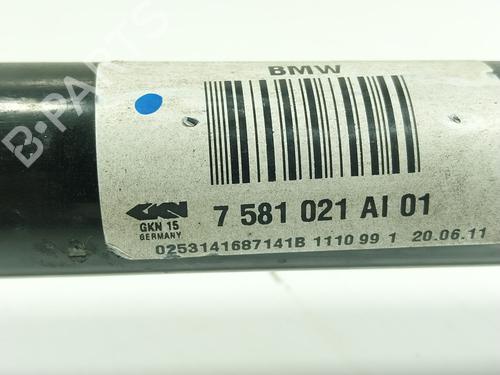 B-PARTS
BMW
GKN
7 581 021 AI 01
GKN 15
GERMANY
0253141687141B 1110 99 1 20.06.11